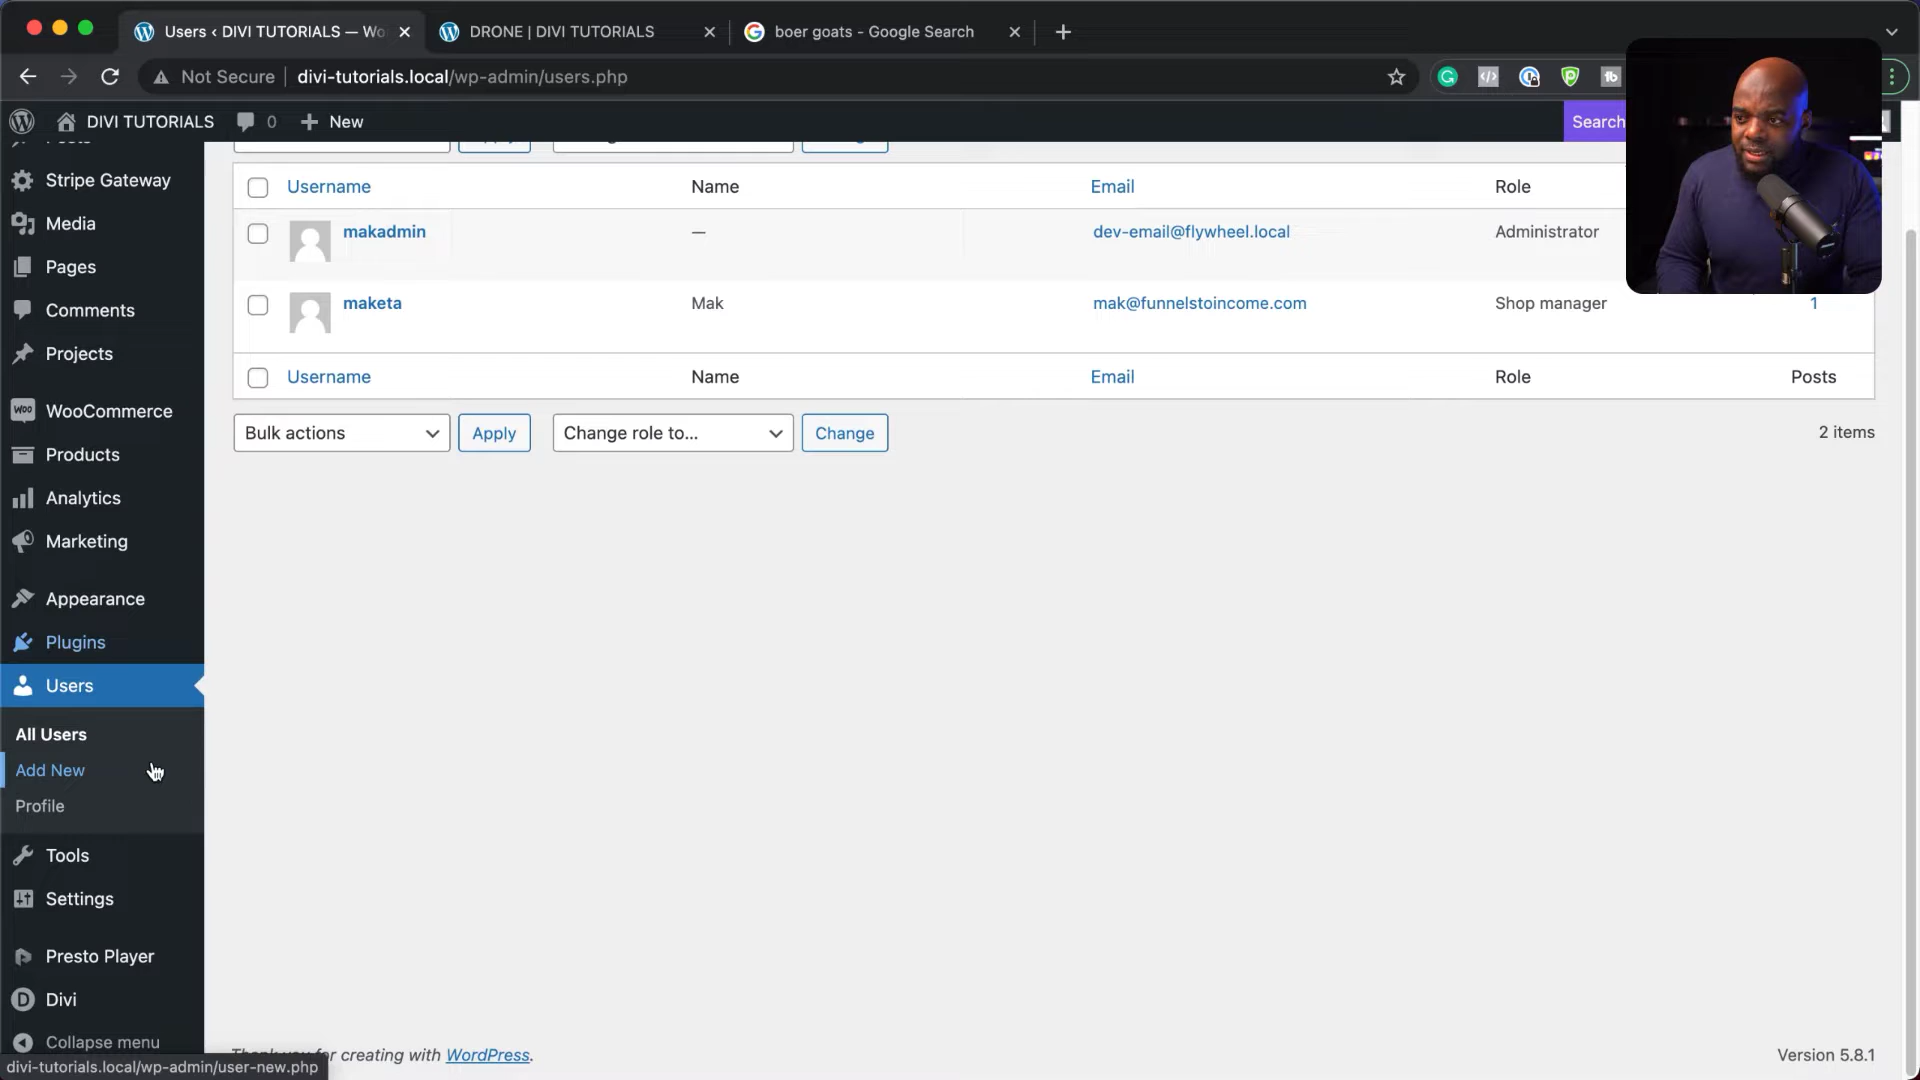 Users ‹ DIVI TUTORIALS — Wo
DRONE | DIVI TUTORIALS
boer goats - Google Search
Not Secure
divi-tutorials.local/wp-admin/users.php
DIVI TUTORIALS
0
New
Search
Stripe Gateway
Media
Pages
Comments
Projects
WooCommerce
Products
Analytics
Marketing
Appearance
Plugins
Users
All Users
Add New
Profile
Tools
Settings
Presto Player
Divi
Collapse menu
divi-tutorials.local/wp-admin/user-new.php
Username Name Email Role
makadmin — dev-email@flywheel.local Administrator
maketa Mak mak@funnelstoincome.com Shop manager 1
Username Name Email Role Posts
Bulk actions Apply Change role to... Change 2 items
Thank you for creating with WordPress.
Version 5.8.1